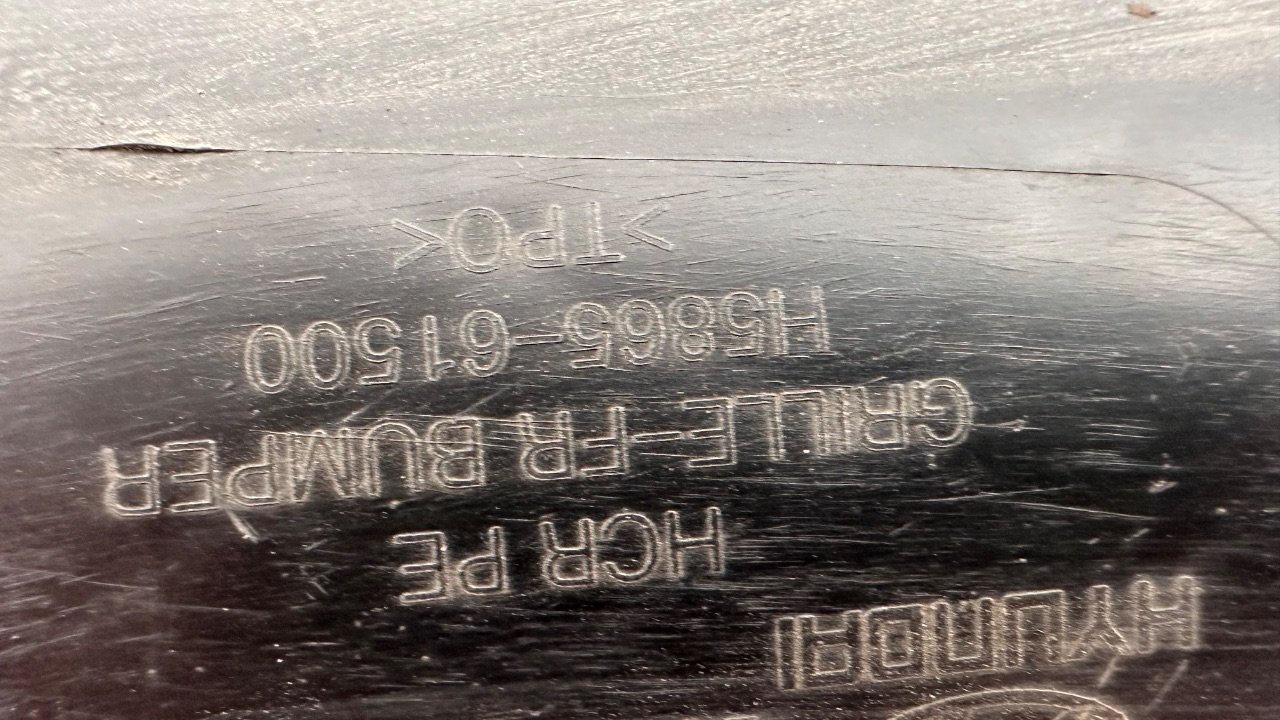 HYUNDAI
HCR PE
GRILLE-FR BUMPER
H5865-61500
>TPO<